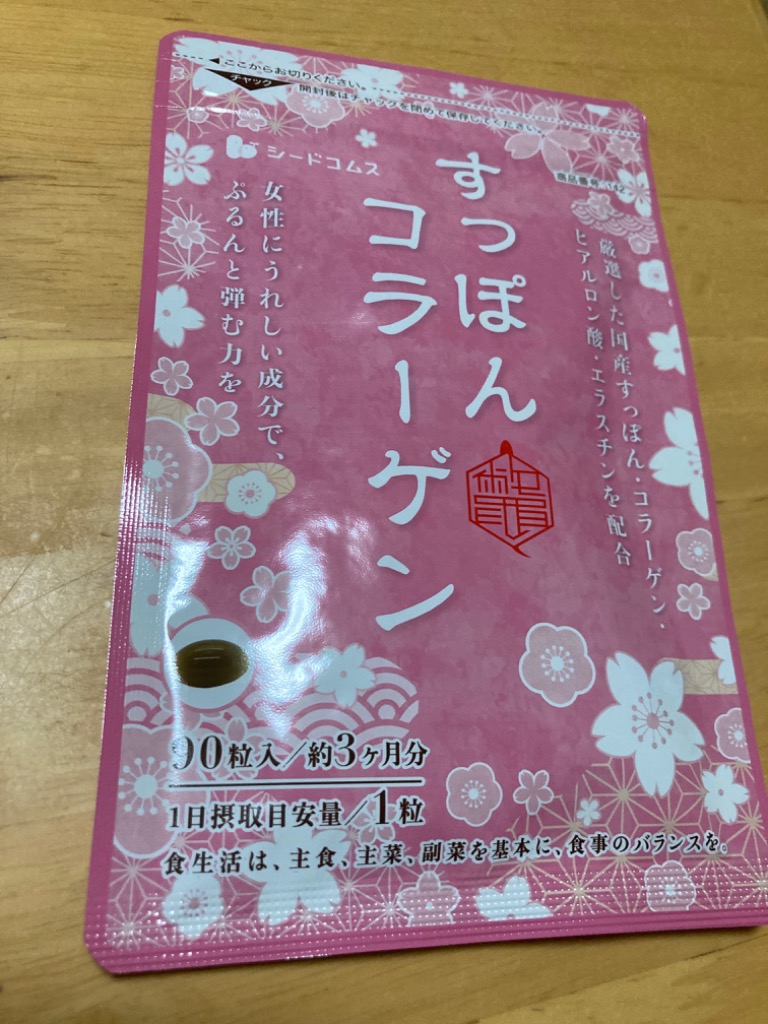 ここからお切りください。
チャック
開封後はチャックを閉めて保存してください。
シードコムス
商品番号
すっぽん
コラーゲン
厳選した国産すっぽん・コラーゲン・
ヒアルロン酸・エラスチンを配合
女性にうれしい成分で、
ぷるんと弾む力を
90粒入/約3ヶ月分
1日摂取目安量/1粒
食生活は、主食、主菜、副菜を基本に、食事のバランスを。